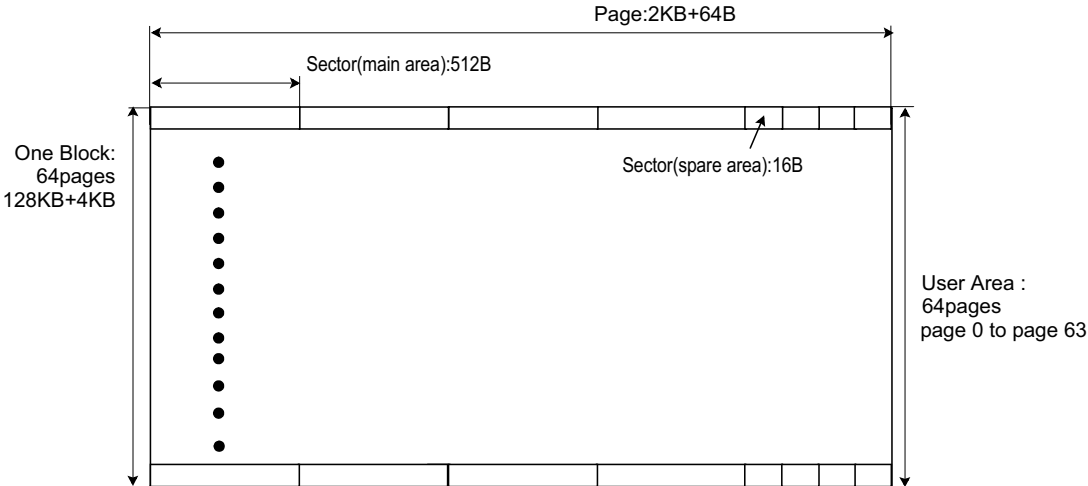 Page:2KB+64B
Sector(main area):512B
One Block:
64pages
128KB+4KB
Sector(spare area):16B
User Area :
64pages
page 0 to page 63